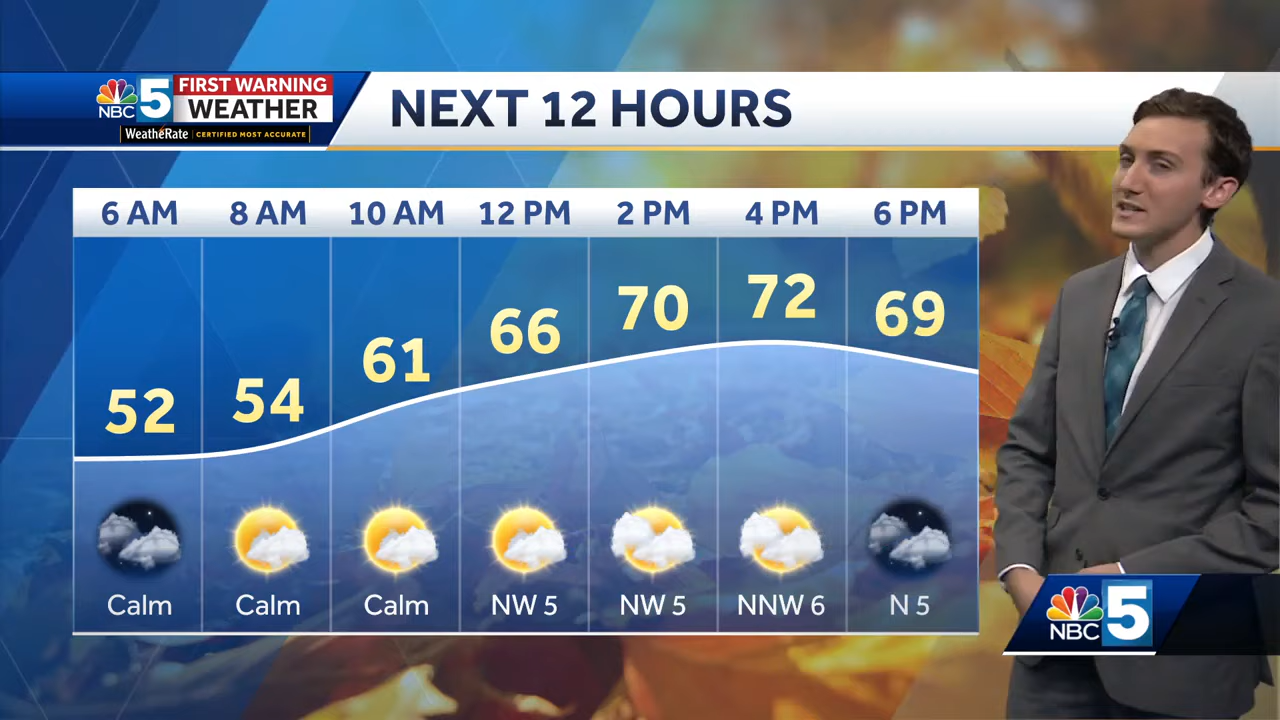 NBC 5 FIRST WARNING
WEATHER
WeatheRate CERTIFIED MOST ACCURATE
NEXT 12 HOURS
6 AM 8 AM 10 AM 12 PM 2 PM 4 PM 6 PM
52 54 61 66 70 72 69
Calm Calm Calm NW 5 NW 5 NNW 6 N 5
NBC 5